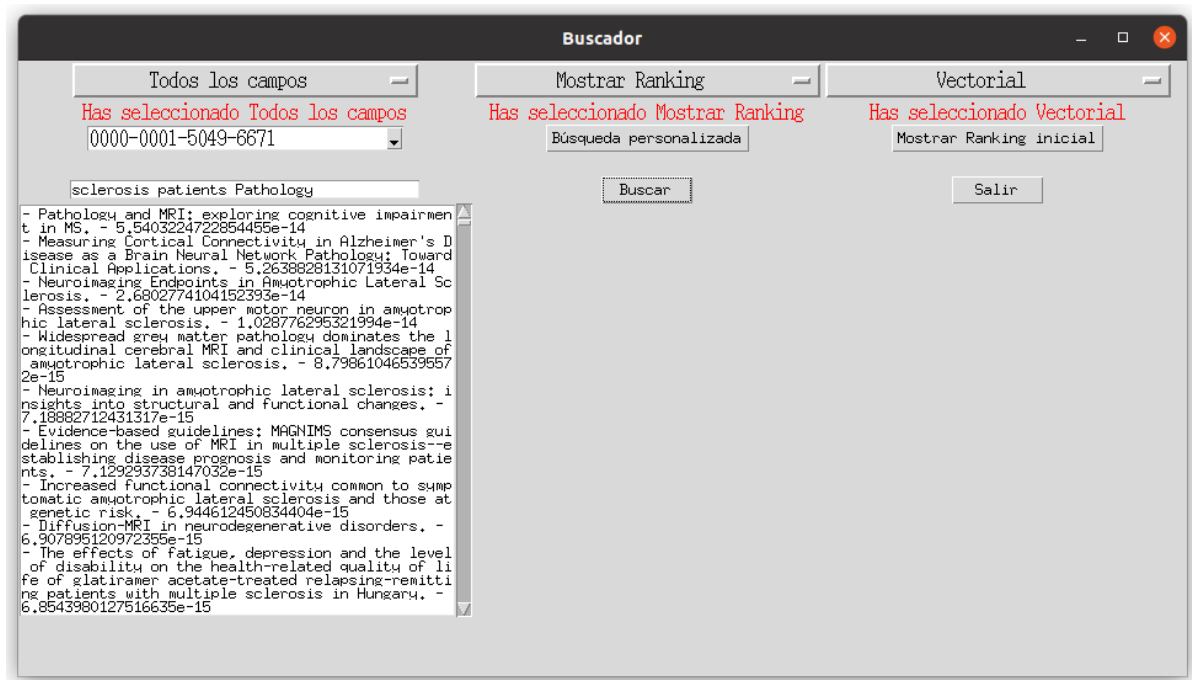 Buscador
Todos los campos
Mostrar Ranking
Vectorial
Has seleccionado Todos los campos
Has seleccionado Mostrar Ranking
Has seleccionado Vectorial
0000-0001-5049-6671
Búsqueda personalizada
Mostrar Ranking inicial
sclerosis patients Pathology
Buscar
Salir
- Pathology and MRI: exploring cognitive impairmen
t in MS. - 5.5403224722854455e-14
- Measuring Cortical Connectivity in Alzheimer's D
isease as a Brain Neural Network Pathology: Toward
Clinical Applications. - 5.2638828131071934e-14
- Neuroimaging Endpoints in Amyotrophic Lateral Sc
lerosis. - 2.6802774104152393e-14
- Assessment of the upper motor neuron in amyotrop
hic lateral sclerosis. - 1.028776295321994e-14
- Widespread grey matter pathology dominates the l
ongitudinal cerebral MRI and clinical landscape of
amyotrophic lateral sclerosis. - 8.79861046539557
2e-15
- Neuroimaging in amyotrophic lateral sclerosis: i
nsights into structural and functional changes. -
7.18882712431317e-15
- Evidence-based guidelines: MAGNIMS consensus gui
delines on the use of MRI in multiple sclerosis--e
stablishing disease prognosis and monitoring patie
nts. - 7.129293738147032e-15
- Increased functional connectivity common to symp
tomatic amyotrophic lateral sclerosis and those at
genetic risk. - 6.944612450834404e-15
- Diffusion-MRI in neurodegenerative disorders. -
6.907895120972355e-15
- The effects of fatigue, depression and the level
of disability on the health-related quality of li
fe of glatiramer acetate-treated relapsing-remitti
ng patients with multiple sclerosis in Hungary. -
6.8543980127516635e-15